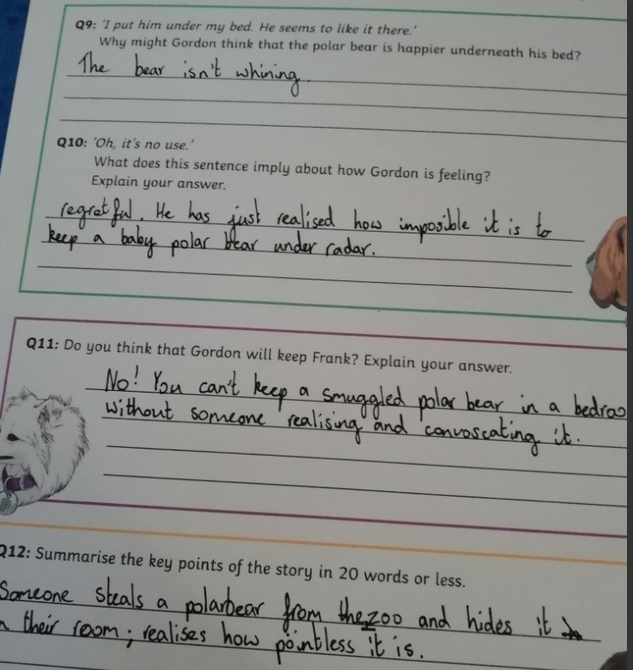 Q9: 'I put him under my bed. He seems to like it there.'
Why might Gordon think that the polar bear is happier underneath his bed?
The bear isn't whining
Q10: 'Oh, it's no use.'
What does this sentence imply about how Gordon is feeling?
Explain your answer.
regretful. He has just realised how impossible it is to
keep a baby polar bear under radar.
Q11: Do you think that Gordon will keep Frank? Explain your answer.
No! You can't keep a smuggled polar bear in a bedroo
without someone realising and convoscating it.
Q12: Summarise the key points of the story in 20 words or less.
Someone steals a polarbear from the zoo and hides it
their room; realises how pointless it is.